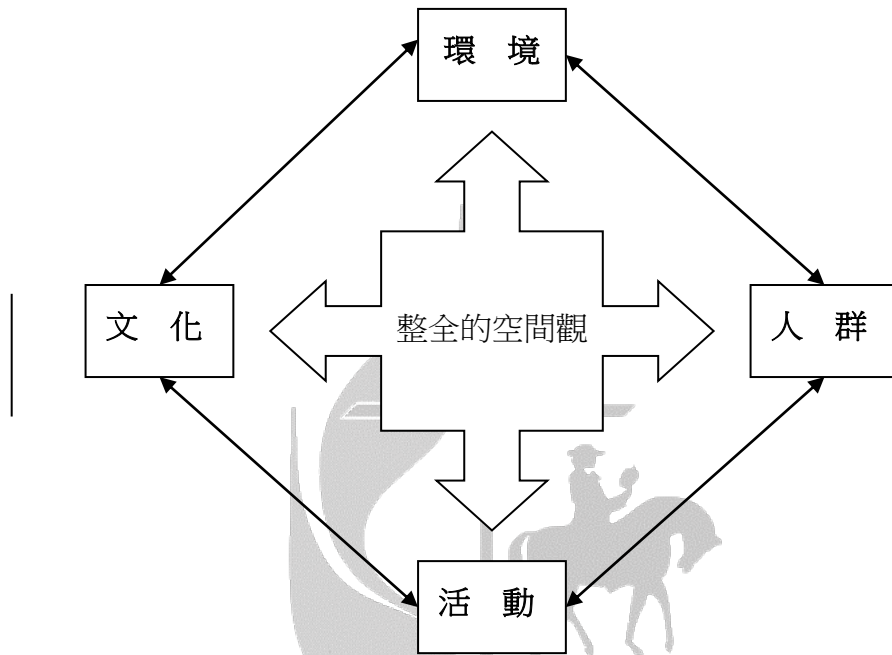 環　境
文　化
整全的空間觀
人　群
活　動